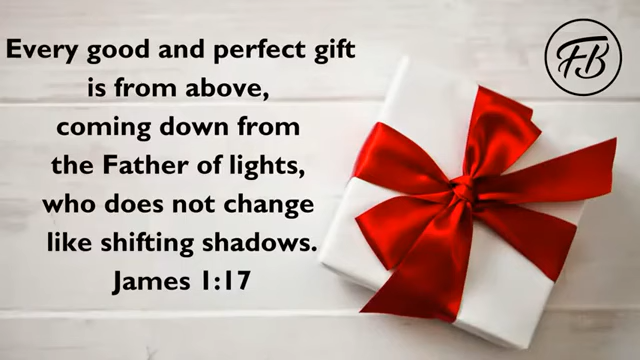 Every good and perfect gift
is from above,
coming down from
the Father of lights,
who does not change
like shifting shadows.
James 1:17
FB